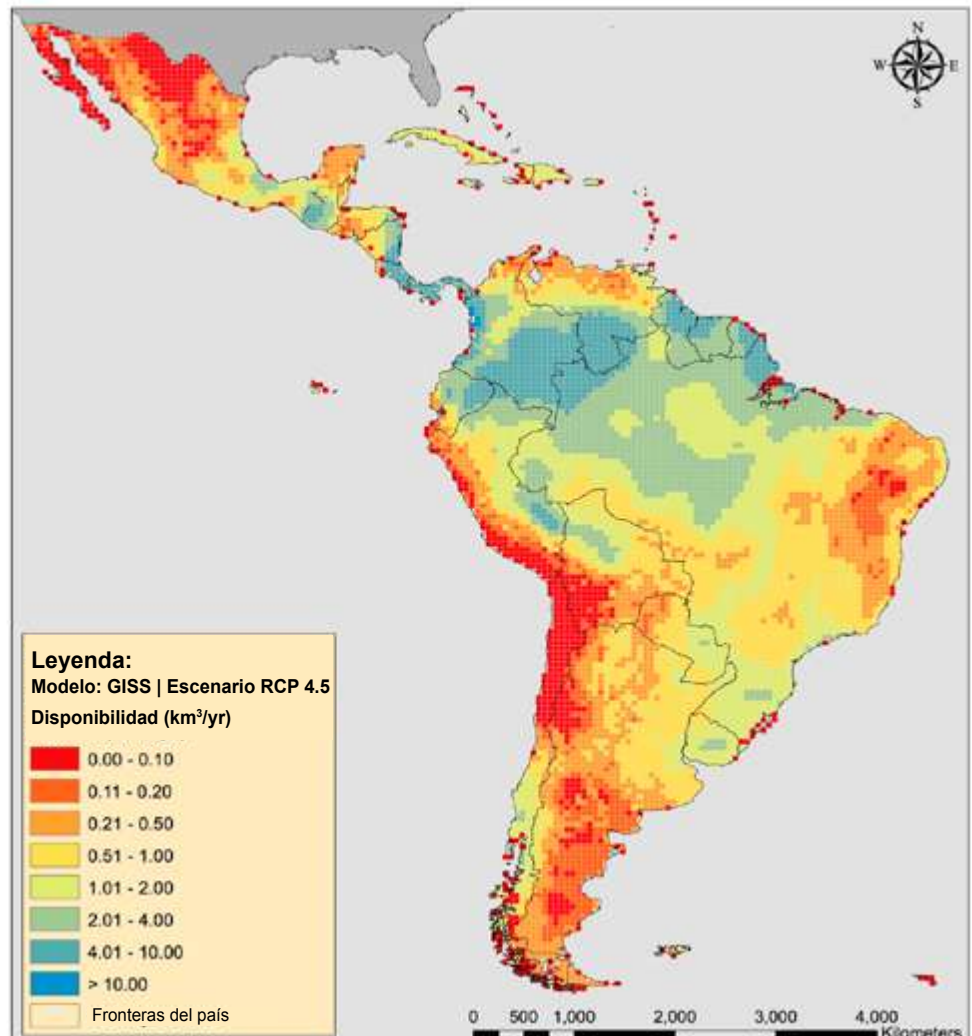 N
W E
S
Leyenda:
Modelo: GISS | Escenario RCP 4.5
Disponibilidad (km³/yr)
0.00 - 0.10
0.11 - 0.20
0.21 - 0.50
0.51 - 1.00
1.01 - 2.00
2.01 - 4.00
4.01 - 10.00
> 10.00
Fronteras del país
0 500 1,000 2,000 3,000 4,000
Kilometers